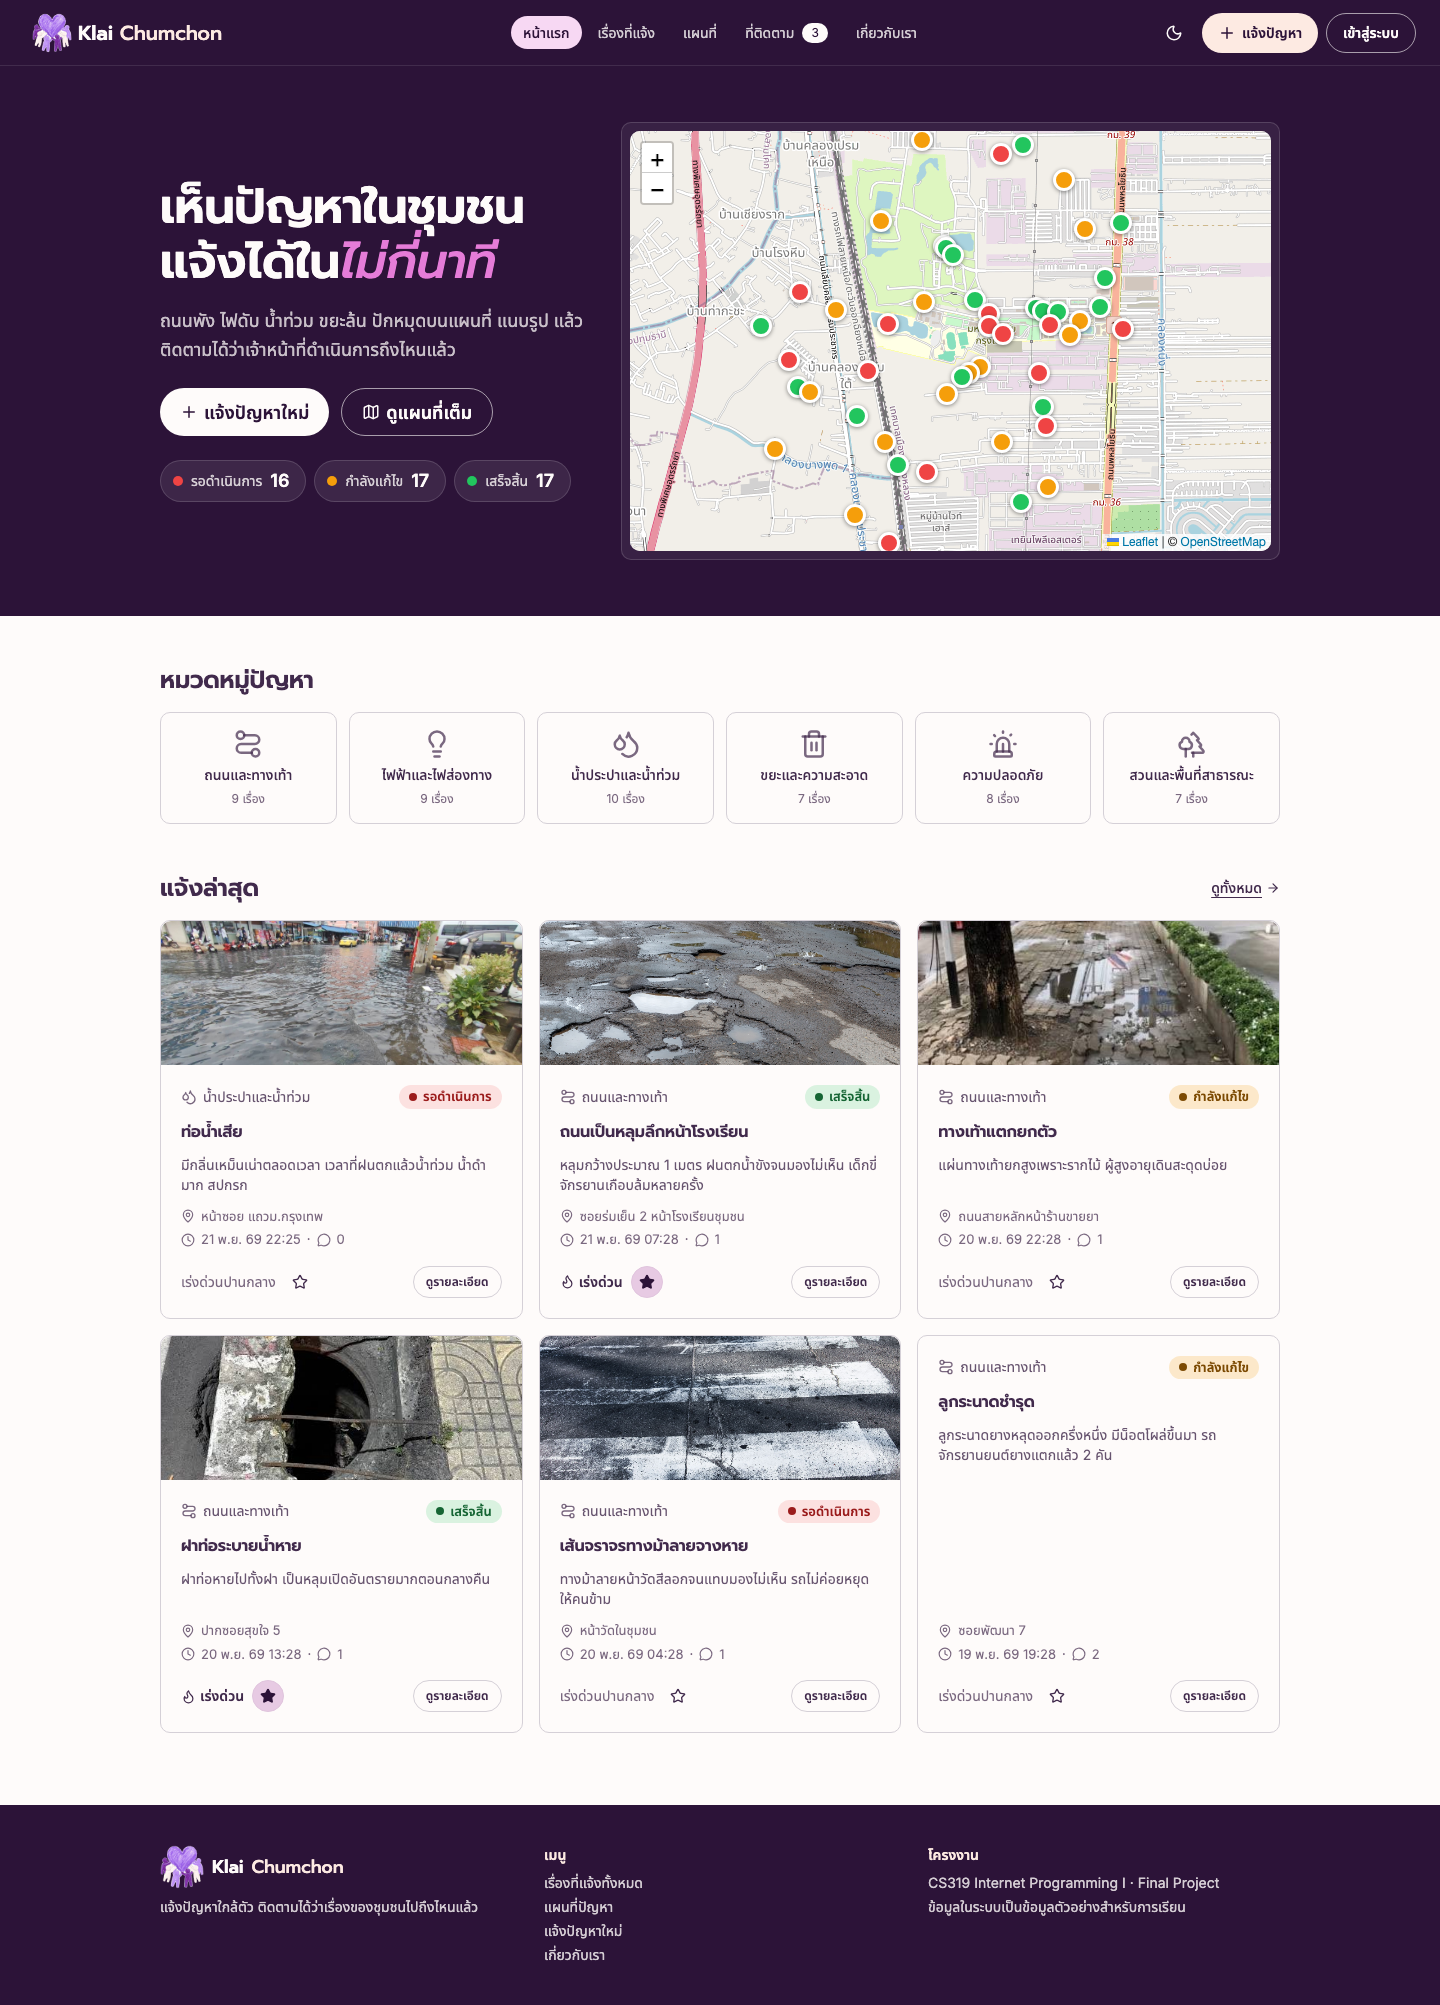 Klai Chumchon
หน้าแรก
เรื่องที่แจ้ง
แผนที่
ที่ติดตาม 3
เกี่ยวกับเรา
แจ้งปัญหา
เข้าสู่ระบบ
เห็นปัญหาในชุมชน
แจ้งได้ในไม่กี่นาที
ถนนพัง ไฟดับ น้ำท่วม ขยะล้น ปักหมุดบนแผนที่ แนบรูป แล้ว
ติดตามได้ว่าเจ้าหน้าที่ดำเนินการถึงไหนแล้ว
แจ้งปัญหาใหม่
ดูแผนที่เต็ม
รอดำเนินการ 16
กำลังแก้ไข 17
เสร็จสิ้น 17
+
−
บ้านคลองเปรม
เหนือ
บ้านเชียงราก
บ้านโรงหีบ
บ้านท่ากะชะ
ใต้
กม. 39
กม. 38
กม. 36
หมู่บ้านไวท์
เฮาส์
เทยินโพลีเอสเตอร์
Leaflet | © OpenStreetMap
หมวดหมู่ปัญหา
ถนนและทางเท้า
9 เรื่อง
ไฟฟ้าและไฟส่องทาง
9 เรื่อง
น้ำประปาและน้ำท่วม
10 เรื่อง
ขยะและความสะอาด
7 เรื่อง
ความปลอดภัย
8 เรื่อง
สวนและพื้นที่สาธารณะ
7 เรื่อง
แจ้งล่าสุด
ดูทั้งหมด
น้ำประปาและน้ำท่วม
รอดำเนินการ
ท่อน้ำเสีย
มีกลิ่นเหม็นเน่าตลอดเวลา เวลาที่ฝนตกแล้วน้ำท่วม น้ำดำ
มาก สปกรก
หน้าซอย แถวม.กรุงเทพ
21 พ.ย. 69 22:25 · 0
เร่งด่วนปานกลาง
ดูรายละเอียด
ถนนและทางเท้า
เสร็จสิ้น
ถนนเป็นหลุมลึกหน้าโรงเรียน
หลุมกว้างประมาณ 1 เมตร ฝนตกน้ำขังจนมองไม่เห็น เด็กขี่
จักรยานเกือบล้มหลายครั้ง
ซอยร่มเย็น 2 หน้าโรงเรียนชุมชน
21 พ.ย. 69 07:28 · 1
เร่งด่วน
ดูรายละเอียด
ถนนและทางเท้า
กำลังแก้ไข
ทางเท้าแตกยกตัว
แผ่นทางเท้ายกสูงเพราะรากไม้ ผู้สูงอายุเดินสะดุดบ่อย
ถนนสายหลักหน้าร้านขายยา
20 พ.ย. 69 22:28 · 1
เร่งด่วนปานกลาง
ดูรายละเอียด
ถนนและทางเท้า
เสร็จสิ้น
ฝาท่อระบายน้ำหาย
ฝาท่อหายไปทั้งฝา เป็นหลุมเปิดอันตรายมากตอนกลางคืน
ปากซอยสุขใจ 5
20 พ.ย. 69 13:28 · 1
เร่งด่วน
ดูรายละเอียด
ถนนและทางเท้า
รอดำเนินการ
เส้นจราจรทางม้าลายจางหาย
ทางม้าลายหน้าวัดสีลอกจนแทบมองไม่เห็น รถไม่ค่อยหยุด
ให้คนข้าม
หน้าวัดในชุมชน
20 พ.ย. 69 04:28 · 1
เร่งด่วนปานกลาง
ดูรายละเอียด
ถนนและทางเท้า
กำลังแก้ไข
ลูกระนาดชำรุด
ลูกระนาดยางหลุดออกครึ่งหนึ่ง มีน็อตโผล่ขึ้นมา รถ
จักรยานยนต์ยางแตกแล้ว 2 คัน
ซอยพัฒนา 7
19 พ.ย. 69 19:28 · 2
เร่งด่วนปานกลาง
ดูรายละเอียด
Klai Chumchon
แจ้งปัญหาใกล้ตัว ติดตามได้ว่าเรื่องของชุมชนไปถึงไหนแล้ว
เมนู
เรื่องที่แจ้งทั้งหมด
แผนที่ปัญหา
แจ้งปัญหาใหม่
เกี่ยวกับเรา
โครงงาน
CS319 Internet Programming I · Final Project
ข้อมูลในระบบเป็นข้อมูลตัวอย่างสำหรับการเรียน